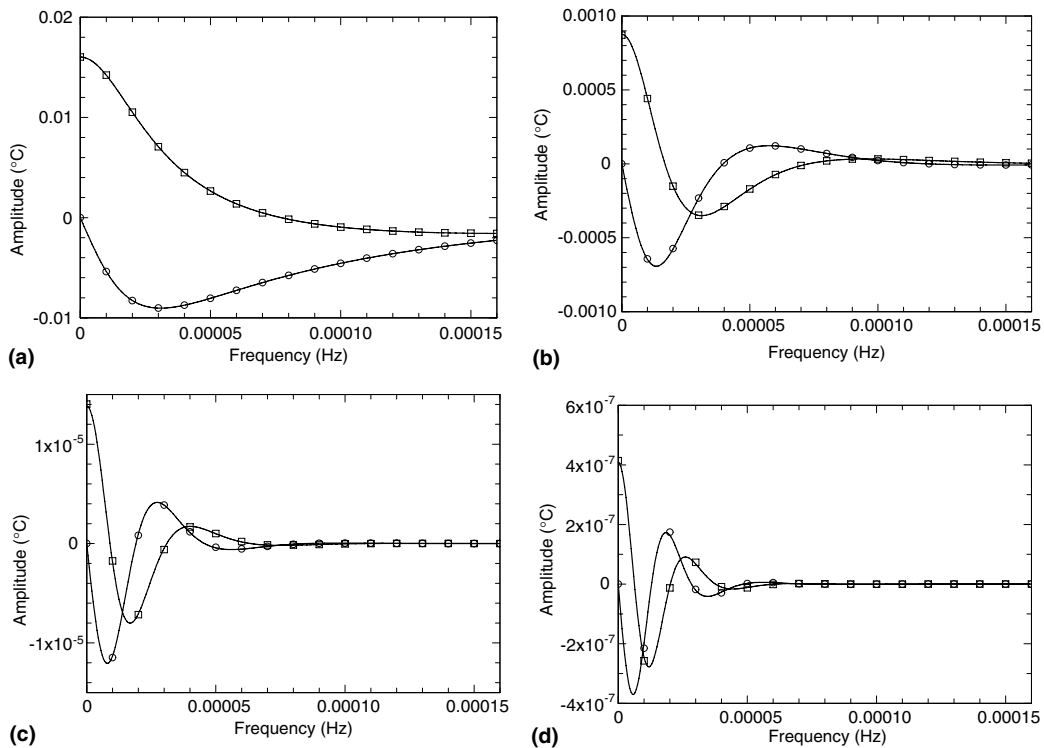 0.02
0.01
0
-0.01
Amplitude (°C)
0
0.00005
0.00010
0.00015
Frequency (Hz)
(a)
0.0010
0.0005
0
-0.0005
-0.0010
Amplitude (°C)
0
0.00005
0.00010
0.00015
Frequency (Hz)
(b)
1x10-5
0
-1x10-5
Amplitude (°C)
0
0.00005
0.00010
0.00015
Frequency (Hz)
(c)
6x10-7
4x10-7
2x10-7
0
-2x10-7
-4x10-7
Amplitude (°C)
0
0.00005
0.00010
0.00015
Frequency (Hz)
(d)